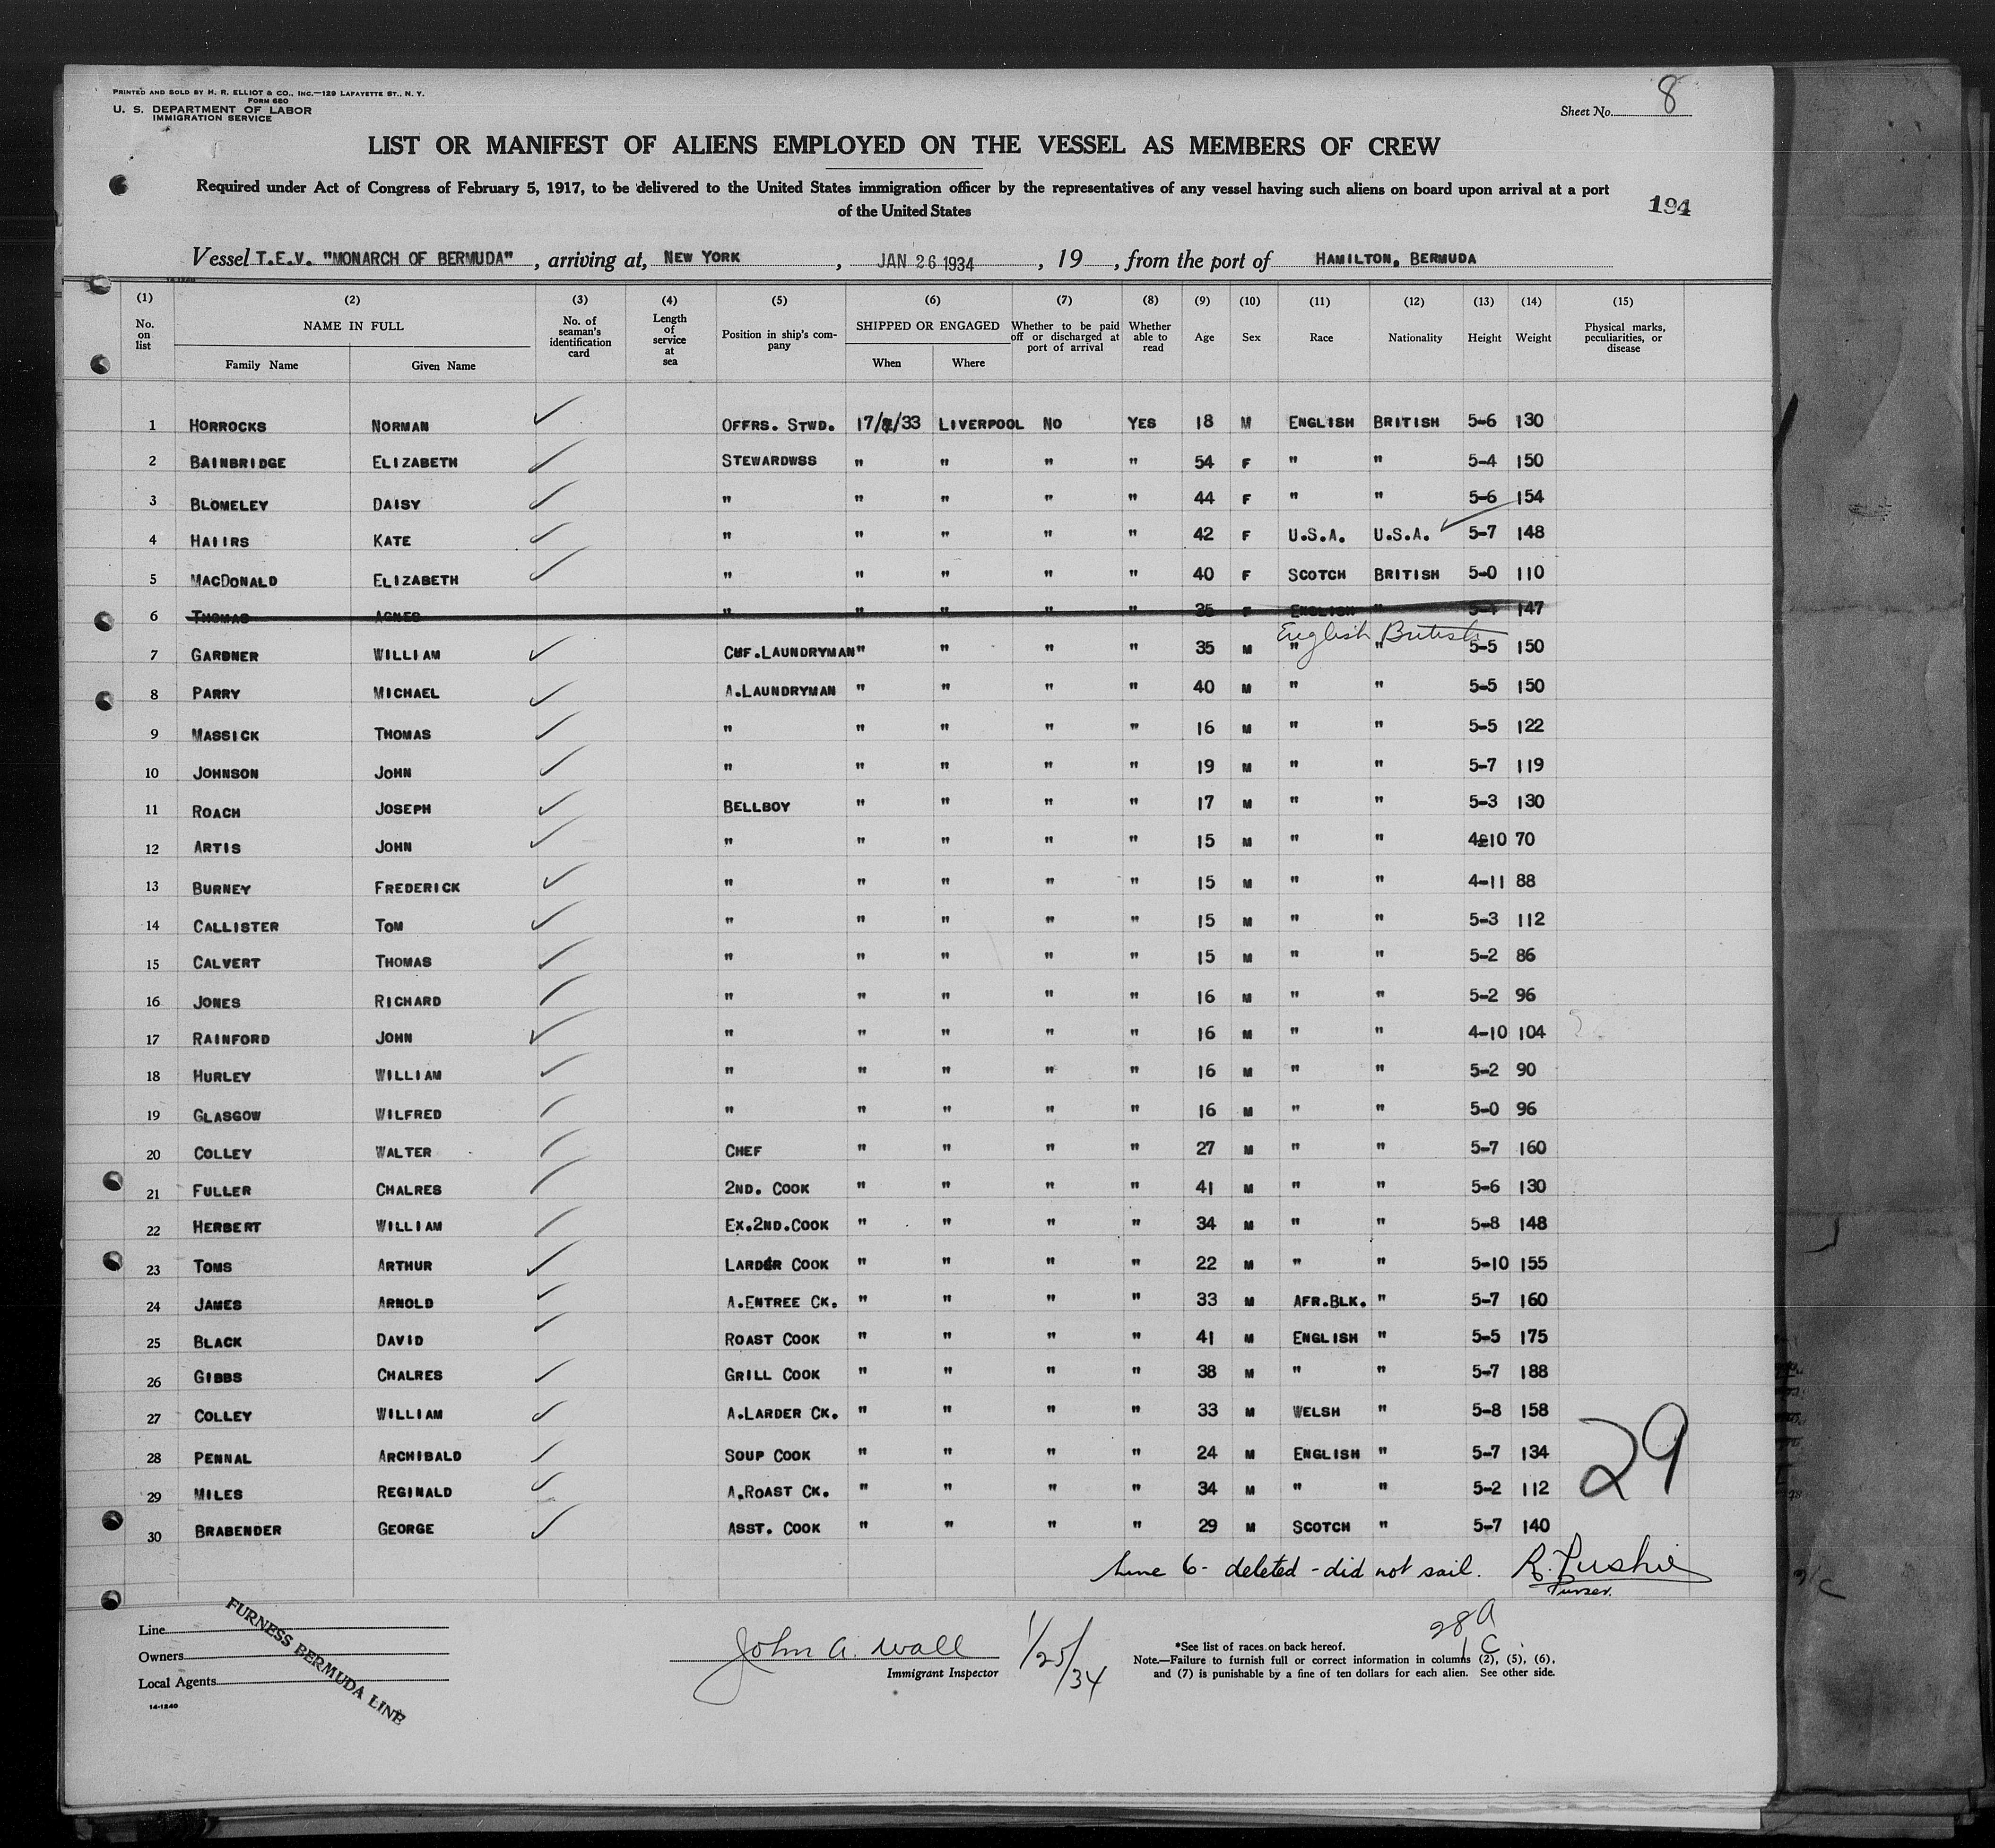 PRINTED AND SOLD BY H. R. ELLIOT & CO., INC.—129 LAFAYETTE ST., N. Y.
FORM 680
U. S. DEPARTMENT OF LABOR
IMMIGRATION SERVICE
Sheet No. 8
LIST OR MANIFEST OF ALIENS EMPLOYED ON THE VESSEL AS MEMBERS OF CREW
Required under Act of Congress of February 5, 1917, to be delivered to the United States immigration officer by the representatives of any vessel having such aliens on board upon arrival at a port
of the United States
194
Vessel T.E.V. "MONARCH OF BERMUDA", arriving at, NEW YORK, JAN 26 1934, 19, from the port of HAMILTON, BERMUDA
(1) (2) (3) (4) (5) (6) (7) (8) (9) (10) (11) (12) (13) (14) (15)
No. on list NAME IN FULL Family Name Given Name No. of seaman's identification card Length of service at sea Position in ship's company SHIPPED OR ENGAGED When Where Whether to be paid off or discharged at port of arrival Whether able to read Age Sex Race Nationality Height Weight Physical marks, peculiarities, or disease
1 HORROCKS NORMAN OFFRS. STWD. 17/ /33 LIVERPOOL NO YES 18 M ENGLISH BRITISH 5-6 130
2 BAINBRIDGE ELIZABETH STEWARDWSS " " " " 54 F " " 5-4 150
3 BLOMELEY DAISY " " " " " 44 F " " 5-6 154
4 HAIIRS KATE " " " " " 42 F U.S.A. U.S.A. 5-7 148
5 MACDONALD ELIZABETH " " " " " 40 F SCOTCH BRITISH 5-0 110
6 THOMAS AGNES " " " " " 35 F ENGLISH " 5-4 147
English British
7 GARDNER WILLIAM CHF.LAUNDRYMAN " " " " 35 M " " 5-5 150
8 PARRY MICHAEL A.LAUNDRYMAN " " " " 40 M " " 5-5 150
9 MASSICK THOMAS " " " " " 16 M " " 5-5 122
10 JOHNSON JOHN " " " " " 19 M " " 5-7 119
11 ROACH JOSEPH BELLBOY " " " " 17 M " " 5-3 130
12 ARTIS JOHN " " " " " 15 M " " 4-10 70
13 BURNEY FREDERICK " " " " " 15 M " " 4-11 88
14 CALLISTER TOM " " " " " 15 M " " 5-3 112
15 CALVERT THOMAS " " " " " 15 M " " 5-2 86
16 JONES RICHARD " " " " " 16 M " " 5-2 96
17 RAINFORD JOHN " " " " " 16 M " " 4-10 104
18 HURLEY WILLIAM " " " " " 16 M " " 5-2 90
19 GLASGOW WILFRED " " " " " 16 M " " 5-0 96
20 COLLEY WALTER CHEF " " " " 27 M " " 5-7 160
21 FULLER CHALRES 2ND. COOK " " " " 41 M " " 5-6 130
22 HERBERT WILLIAM EX.2ND.COOK " " " " 34 M " " 5-8 148
23 TOMS ARTHUR LARDER COOK " " " " 22 M " " 5-10 155
24 JAMES ARNOLD A.ENTREE CK. " " " " 33 M AFR.BLK. " 5-7 160
25 BLACK DAVID ROAST COOK " " " " 41 M ENGLISH " 5-5 175
26 GIBBS CHALRES GRILL COOK " " " " 38 M " " 5-7 188
27 COLLEY WILLIAM A.LARDER CK. " " " " 33 M WELSH " 5-8 158
28 PENNAL ARCHIBALD SOUP COOK " " " " 24 M ENGLISH " 5-7 134
29 MILES REGINALD A.ROAST CK. " " " " 34 M " " 5-2 112
30 BRABENDER GEORGE ASST. COOK " " " " 29 M SCOTCH " 5-7 140
29
Line 6- deleted - did not sail. R. Pushie
Purser.
Line
Owners
Local Agents
14-1240
FURNESS BERMUDA LINE
John A. Wall 1/25/34
Immigrant Inspector
28 A
1 C
*See list of races on back hereof.
Note.—Failure to furnish full or correct information in columns (2), (5), (6),
and (7) is punishable by a fine of ten dollars for each alien. See other side.